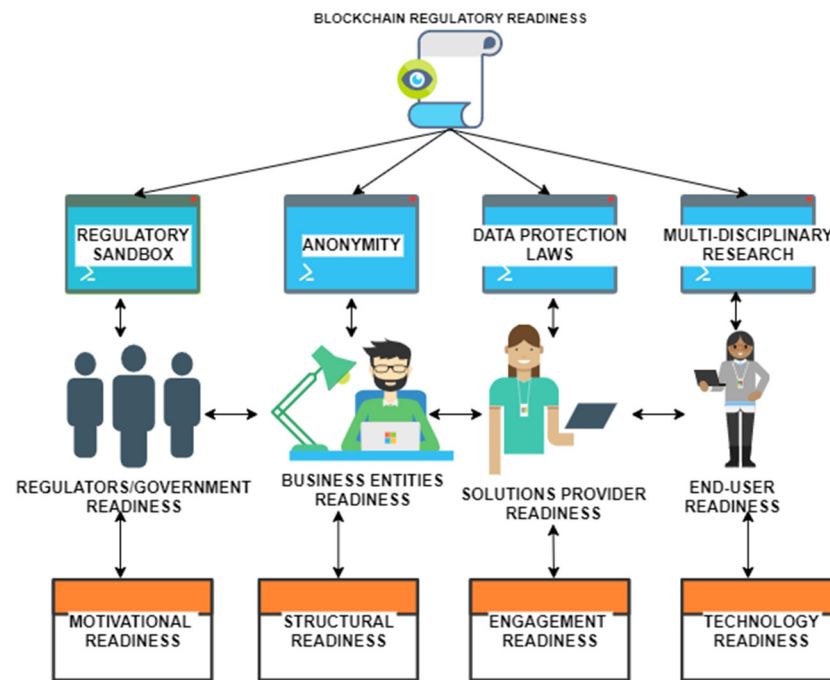 BLOCKCHAIN REGULATORY READINESS
REGULATORY
SANDBOX
ANONYMITY
DATA PROTECTION
LAWS
MULTI-DISCIPLINARY
RESEARCH
REGULATORS/GOVERNMENT
READINESS
BUSINESS ENTITIES
READINESS
SOLUTIONS PROVIDER
READINESS
END-USER
READINESS
MOTIVATIONAL
READINESS
STRUCTURAL
READINESS
ENGAGEMENT
READINESS
TECHNOLOGY
READINESS